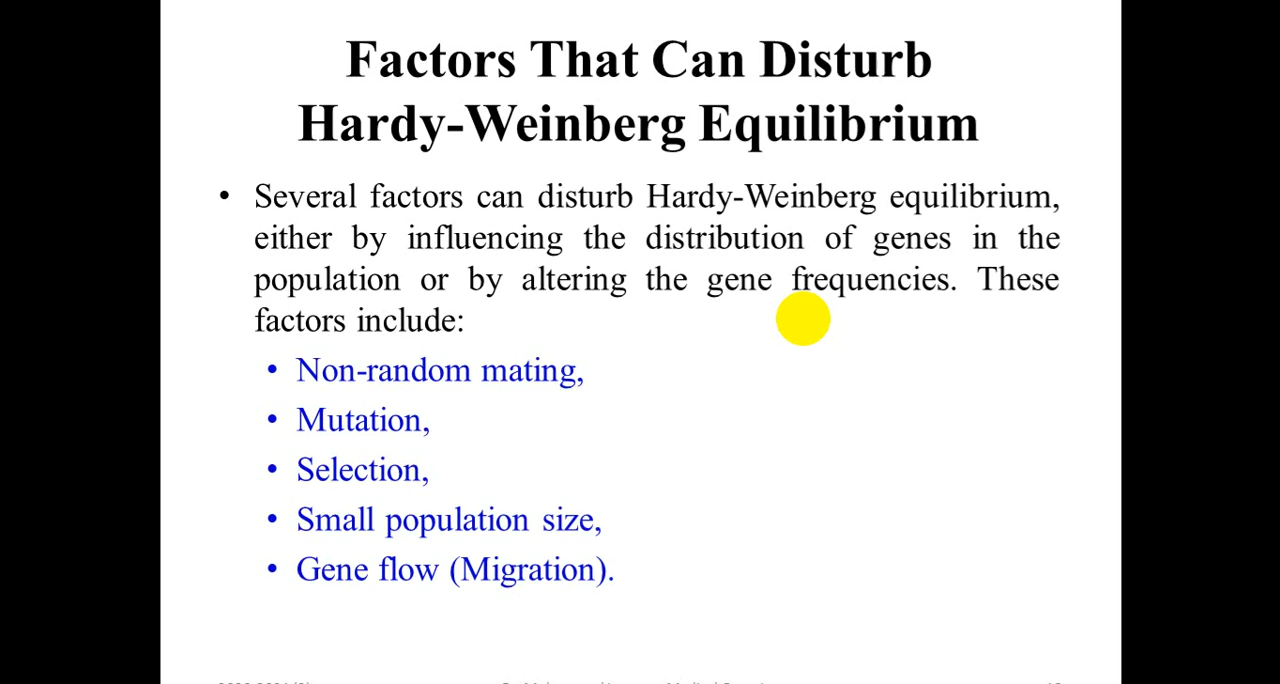 Factors That Can Disturb
Hardy-Weinberg Equilibrium
• Several factors can disturb Hardy-Weinberg equilibrium,
either by influencing the distribution of genes in the
population or by altering the gene frequencies. These
factors include:
• Non-random mating,
• Mutation,
• Selection,
• Small population size,
• Gene flow (Migration).